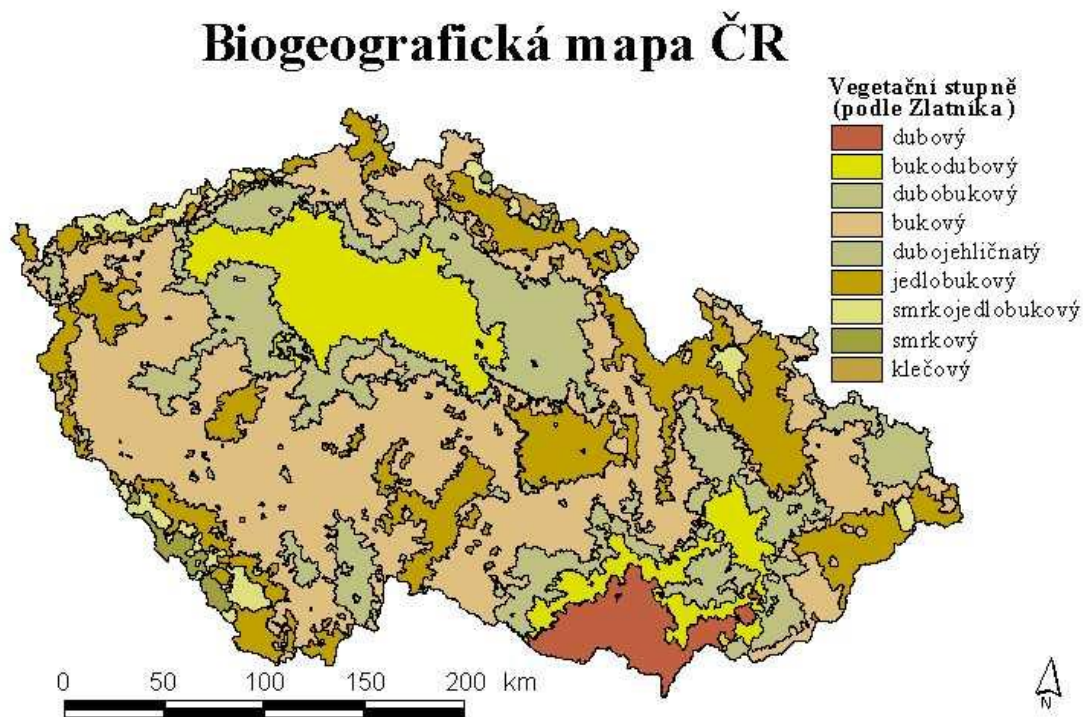 Biogeografická mapa ČR
Vegetační stupně
(podle Zlatníka)
dubový
bukodubový
dubobukový
bukový
dubojehličnatý
jedlobukový
smrkojedlobukový
smrkový
klečový
0 50 100 150 200 km
N